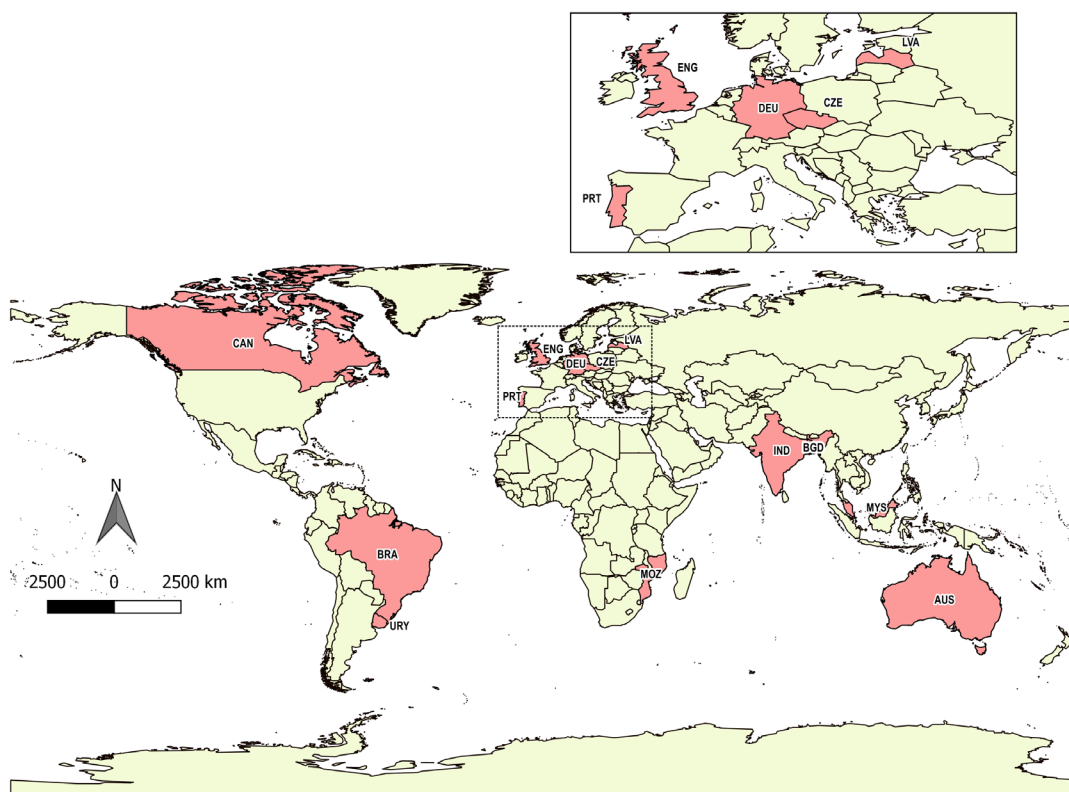 LVA
ENG
DEU
CZE
PRT
CAN
ENG
LVA
DEU
CZE
PRT
IND
BGD
N
MYS
BRA
MOZ
2500 0 2500 km
AUS
URY